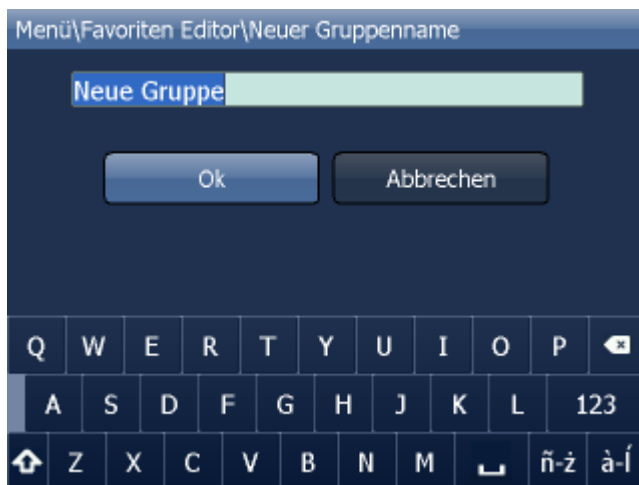 Menü\Favoriten Editor\Neuer Gruppenname
Neue Gruppe
Ok Abbrechen
Q W E R T Y U I O P
A S D F G H J K L 123
Z X C V B N M ñ-ż à-Í